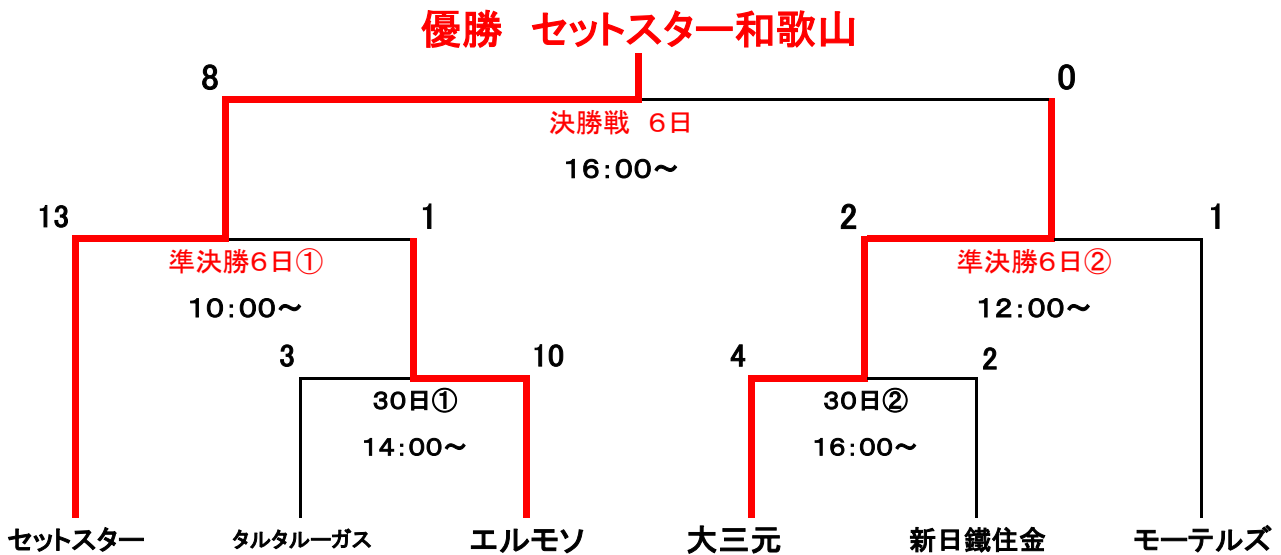 優勝　セットスター和歌山
8
0
決勝戦　６日
16：00～
13
1
2
1
準決勝６日①
準決勝６日②
10：00～
12：00～
3
10
4
2
30日①
30日②
14：00～
16：00～
セットスター
タルタルーガス
エルモソ
大三元
新日鐵住金
モーテルズ